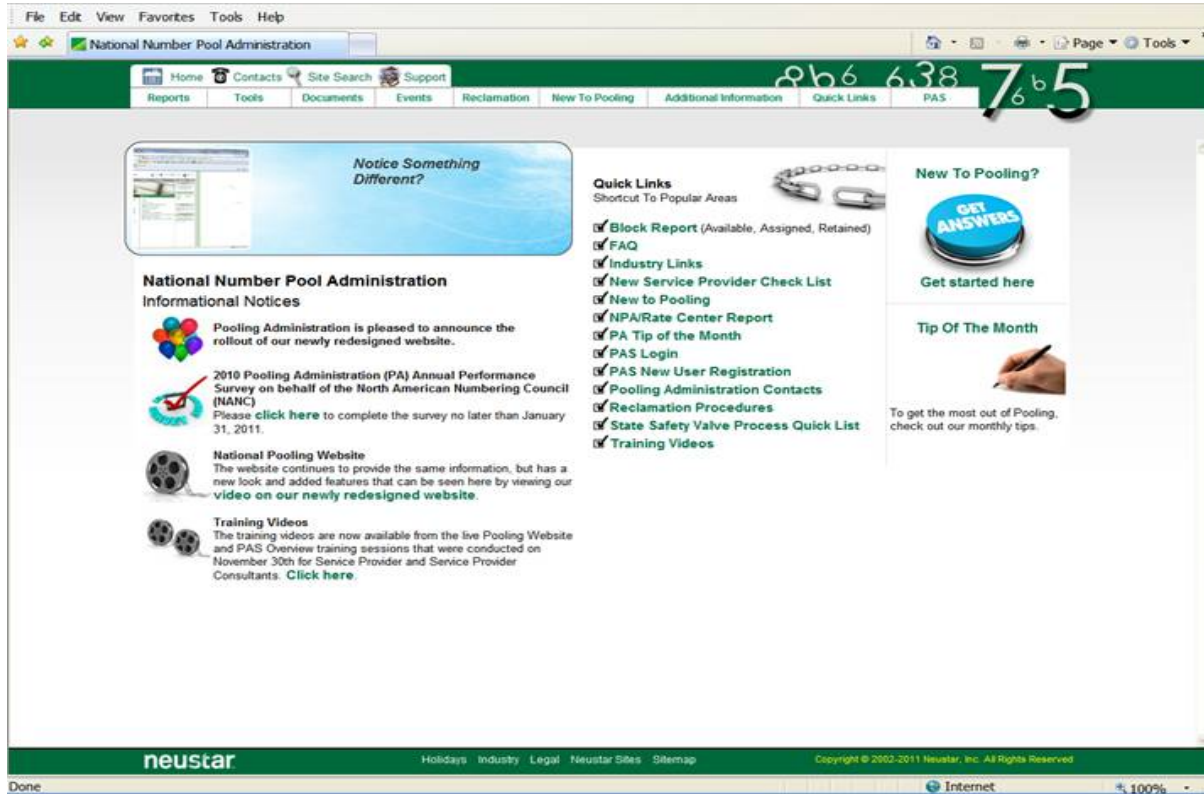 File Edit View Favorites Tools Help
National Number Pool Administration
Page Tools
Home Contacts Site Search Support
866 638 7665
Reports Tools Documents Events Reclamation New To Pooling Additional Information Quick Links PAS
Notice Something
Different?
National Number Pool Administration
Informational Notices
Pooling Administration is pleased to announce the
rollout of our newly redesigned website.
2010 Pooling Administration (PA) Annual Performance
Survey on behalf of the North American Numbering Council
(NANC)
Please click here to complete the survey no later than January
31, 2011.
National Pooling Website
The website continues to provide the same information, but has a
new look and added features that can be seen here by viewing our
video on our newly redesigned website.
Training Videos
The training videos are now available from the live Pooling Website
and PAS Overview training sessions that were conducted on
November 30th for Service Provider and Service Provider
Consultants. Click here.
Quick Links
Shortcut To Popular Areas
Block Report (Available, Assigned, Retained)
FAQ
Industry Links
New Service Provider Check List
New to Pooling
NPA/Rate Center Report
PA Tip of the Month
PAS Login
PAS New User Registration
Pooling Administration Contacts
Reclamation Procedures
State Safety Valve Process Quick List
Training Videos
New To Pooling?
GET
ANSWERS
Get started here
Tip Of The Month
To get the most out of Pooling,
check out our monthly tips.
neustar
Holidays Industry Legal Neustar Sites Sitemap
Copyright © 2002-2011 Neustar, Inc. All Rights Reserved
Done Internet 100%